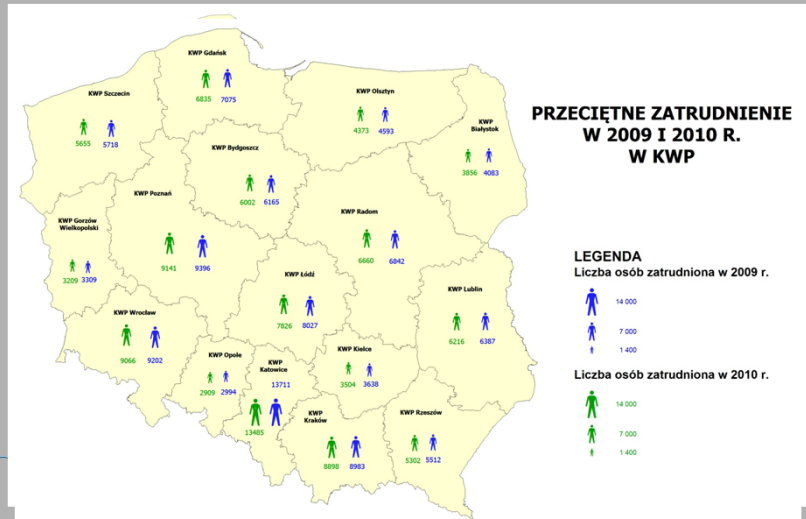 PRZECIĘTNE ZATRUDNIENIE
W 2009 I 2010 R.
W KWP
KWP Gdańsk
6835 7075
KWP Szczecin
5655 5718
KWP Olsztyn
4373 4593
KWP
Białystok
3856 4083
KWP Bydgoszcz
6002 6165
KWP Poznań
9141 9396
KWP Gorzów
Wielkopolski
3209 3309
KWP Radom
6660 6842
KWP Łódź
7826 8027
KWP Lublin
6216 6387
KWP Wrocław
9066 9202
KWP Opole
2909 2994
KWP
Katowice
13711
13485
KWP Kielce
3504 3638
KWP
Kraków
8898 8983
KWP Rzeszów
5302 5512
LEGENDA
Liczba osób zatrudniona w 2009 r.
14 000
7 000
1 400
Liczba osób zatrudniona w 2010 r.
14 000
7 000
1 400